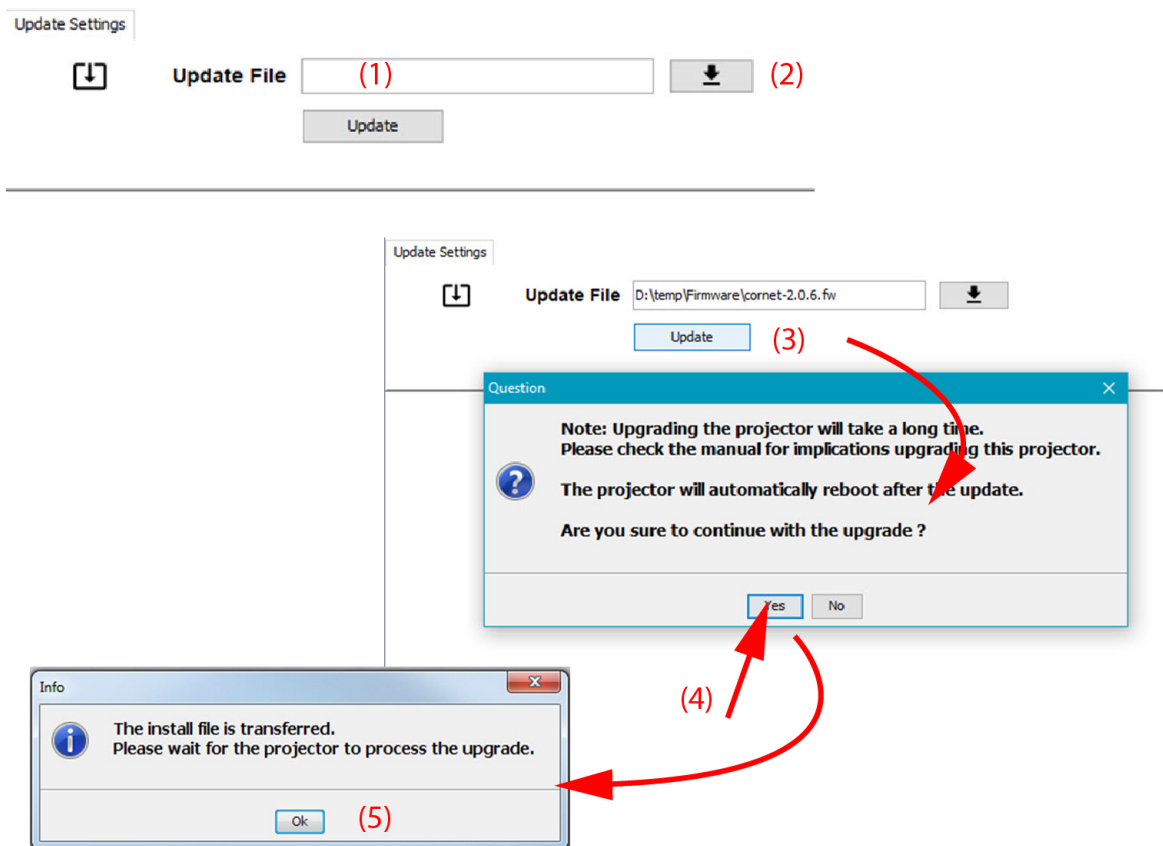 Update Settings
Update File (1) (2)
Update
Update Settings
Update File D:\temp\Firmware\cornet-2.0.6.fw
Update (3)
Question
Note: Upgrading the projector will take a long time.
Please check the manual for implications upgrading this projector.
The projector will automatically reboot after the update.
Are you sure to continue with the upgrade ?
Yes No
(4)
Info
The install file is transferred.
Please wait for the projector to process the upgrade.
Ok (5)